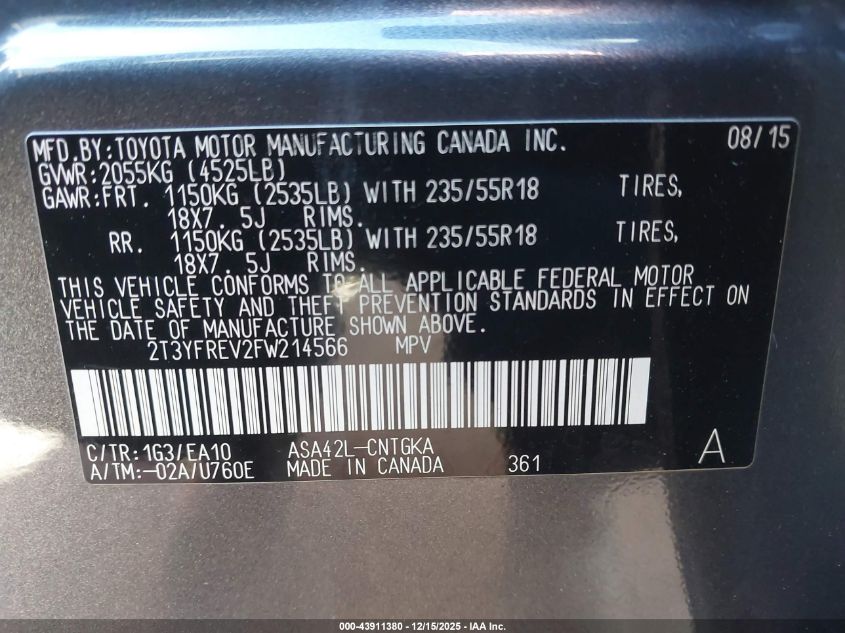 MFD.BY:TOYOTA MOTOR MANUFACTURING CANADA INC. 08/15
GVWR:2055KG (4525LB)
GAWR:FRT. 1150KG (2535LB) WITH 235/55R18 TIRES,
18X7.5J RIMS.
RR. 1150KG (2535LB) WITH 235/55R18 TIRES,
18X7.5J RIMS.
THIS VEHICLE CONFORMS TO ALL APPLICABLE FEDERAL MOTOR
VEHICLE SAFETY AND THEFT PREVENTION STANDARDS IN EFFECT ON
THE DATE OF MANUFACTURE SHOWN ABOVE.
2T3YFREV2FW214566 MPV
C/TR:1G3/EA10 ASA42L-CNTGKA A
A/TM:-02A/U760E MADE IN CANADA 361
000-43911380 - 12/15/2025 - IAA Inc.